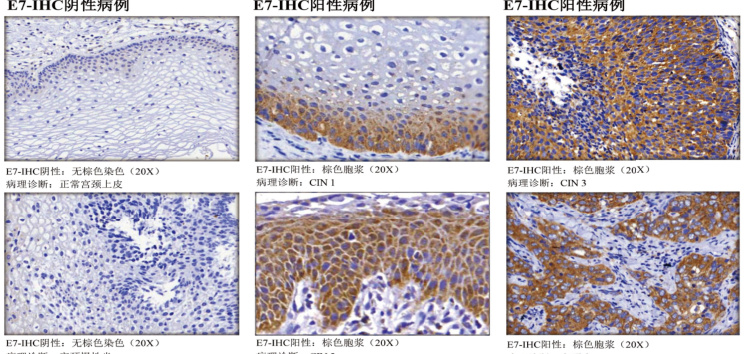 E7-IHC阴性病例
E7-IHC阳性病例
E7-IHC阳性病例
E7-IHC阴性：无棕色染色（20X）
病理诊断：正常宫颈上皮
E7-IHC阳性：棕色胞浆（20X）
病理诊断：CIN 1
E7-IHC阳性：棕色胞浆（20X）
病理诊断：CIN 3
E7-IHC阴性：无棕色染色（20X）
E7-IHC阳性：棕色胞浆（20X）
E7-IHC阳性：棕色胞浆（20X）